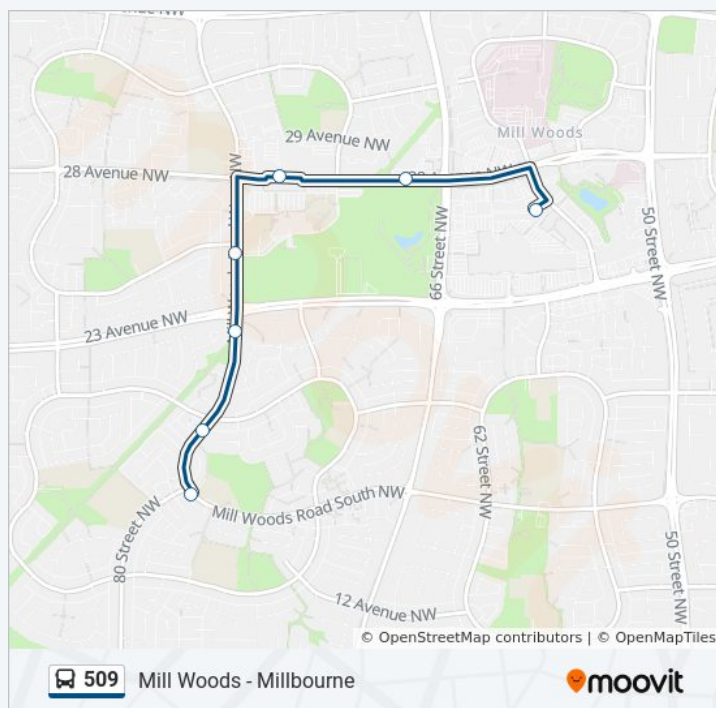 29 Avenue NW
Mill Woods
28 Avenue NW
66 Street NW
50 Street NW
23 Avenue NW
62 Street NW
Mill Woods Road South NW
80 Street NW
50 Street NW
12 Avenue NW
© OpenStreetMap contributors | © OpenMapTiles
509 Mill Woods - Millbourne
moovit